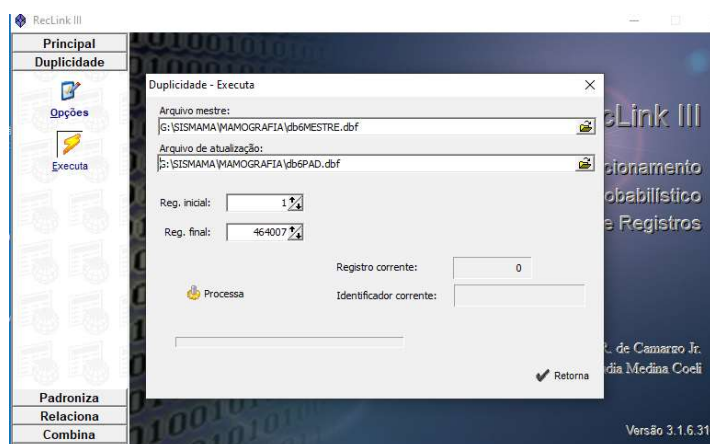 RecLink III
Principal
Duplicidade
Opções
Executa
Duplicidade - Executa
Arquivo mestre:
G:\SISMAMA\MAMOGRAFIA\db6MESTRE.dbf
Arquivo de atualização:
G:\SISMAMA\MAMOGRAFIA\db6PAD.dbf
Reg. inicial: 1
Reg. final: 464007
Registro corrente: 0
Processa
Identificador corrente:
Retorna
cLink III
cionamento
obabilístico
e Registros
R. de Camargo Jr.
dia Medina Coeli
Padroniza
Relaciona
Combina
Versão 3.1.6.31